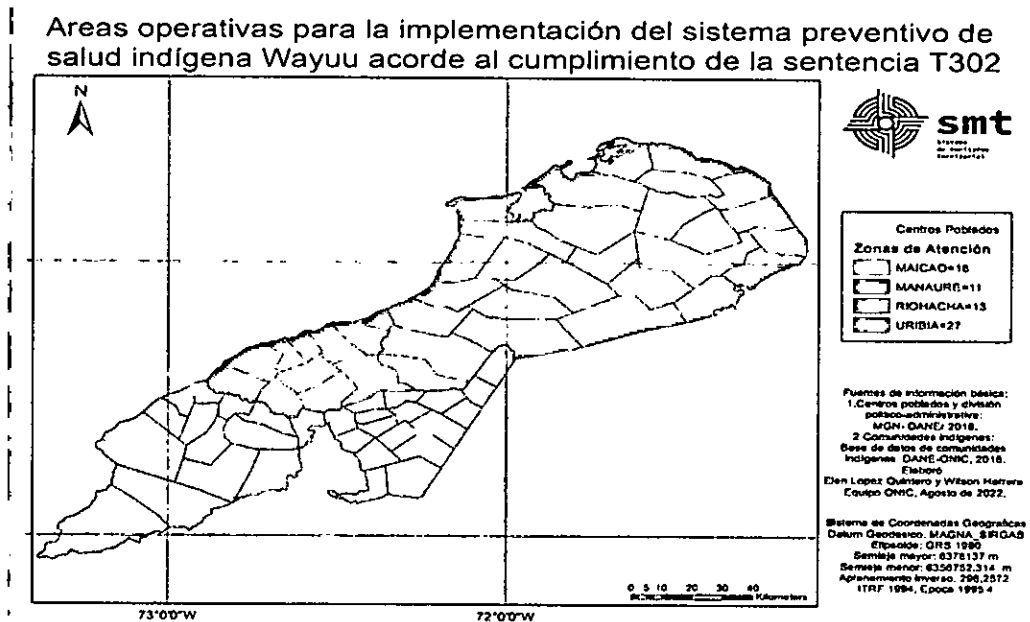 Areas operativas para la implementación del sistema preventivo de
salud indígena Wayuu acorde al cumplimiento de la sentencia T302
N
smt
Sistema
de monitoreo
territorial
Centros Poblados
Zonas de Atención
MAICAO=16
MANAURE=11
RIOHACHA=13
URIBIA=27
Fuentes de información básica:
1.Centros poblados y división
político-administrativa:
MGN- DANE/ 2018.
2 Comunidades indígenas:
Base de datos de comunidades
indígenas DANE-ONIC, 2018.
Elaboró
Elen Lopez Quintero y Wilson Herrera
Equipo ONIC, Agosto de 2022.
Sistema de Coordenadas Geograficas
Datum Geodesico. MAGNA_SIRGAS
Elipsoide: GRS 1980
Semieje mayor: 6378137 m
Semieje menor: 6356752,314 m
Aplanamiento inverso. 298,2572
ITRF 1994, Epoca 1995 4
0 5 10 20 30 40
Kilometers
73°0'0"W
72°0'0"W